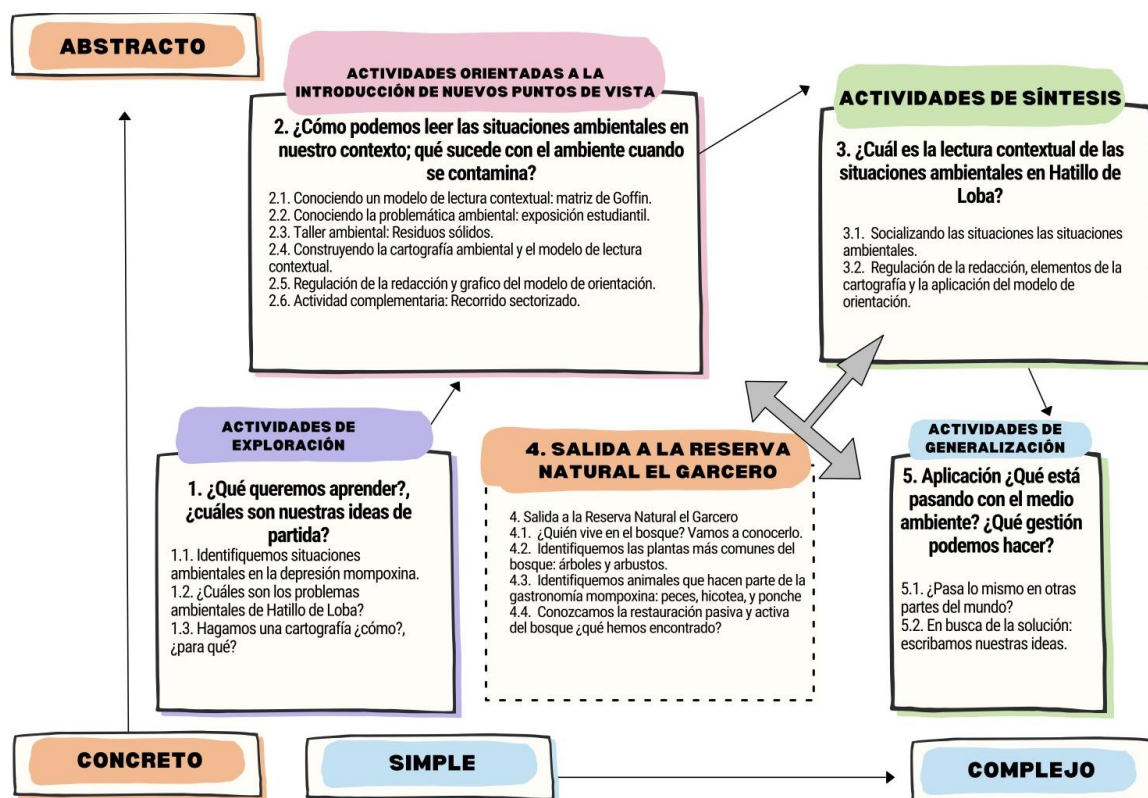 ABSTRACTO
ACTIVIDADES ORIENTADAS A LA
INTRODUCCIÓN DE NUEVOS PUNTOS DE VISTA
2. ¿Cómo podemos leer las situaciones ambientales en
nuestro contexto; qué sucede con el ambiente cuando
se contamina?
2.1. Conociendo un modelo de lectura contextual: matriz de Goffin.
2.2. Conociendo la problemática ambiental: exposición estudiantil.
2.3. Taller ambiental: Residuos sólidos.
2.4. Construyendo la cartografía ambiental y el modelo de lectura
contextual.
2.5. Regulación de la redacción y grafico del modelo de orientación.
2.6. Actividad complementaria: Recorrido sectorizado.
ACTIVIDADES DE SÍNTESIS
3. ¿Cuál es la lectura contextual de las
situaciones ambientales en Hatillo de
Loba?
3.1. Socializando las situaciones las situaciones
ambientales.
3.2. Regulación de la redacción, elementos de la
cartografía y la aplicación del modelo de
orientación.
ACTIVIDADES DE
EXPLORACIÓN
1. ¿Qué queremos aprender?,
¿cuáles son nuestras ideas de
partida?
1.1. Identifiquemos situaciones
ambientales en la depresión mompoxina.
1.2. ¿Cuáles son los problemas
ambientales de Hatillo de Loba?
1.3. Hagamos una cartografía ¿cómo?,
¿para qué?
4. SALIDA A LA RESERVA
NATURAL EL GARCERO
4. Salida a la Reserva Natural el Garcero
4.1. ¿Quién vive en el bosque? Vamos a conocerlo.
4.2. Identifiquemos las plantas más comunes del
bosque: árboles y arbustos.
4.3. Identifiquemos animales que hacen parte de la
gastronomía mompoxina: peces, hicotea, y ponche
4.4. Conozcamos la restauración pasiva y activa
del bosque ¿qué hemos encontrado?
ACTIVIDADES DE
GENERALIZACIÓN
5. Aplicación ¿Qué está
pasando con el medio
ambiente? ¿Qué gestión
podemos hacer?
5.1. ¿Pasa lo mismo en otras
partes del mundo?
5.2. En busca de la solución:
escribamos nuestras ideas.
CONCRETO
SIMPLE
COMPLEJO